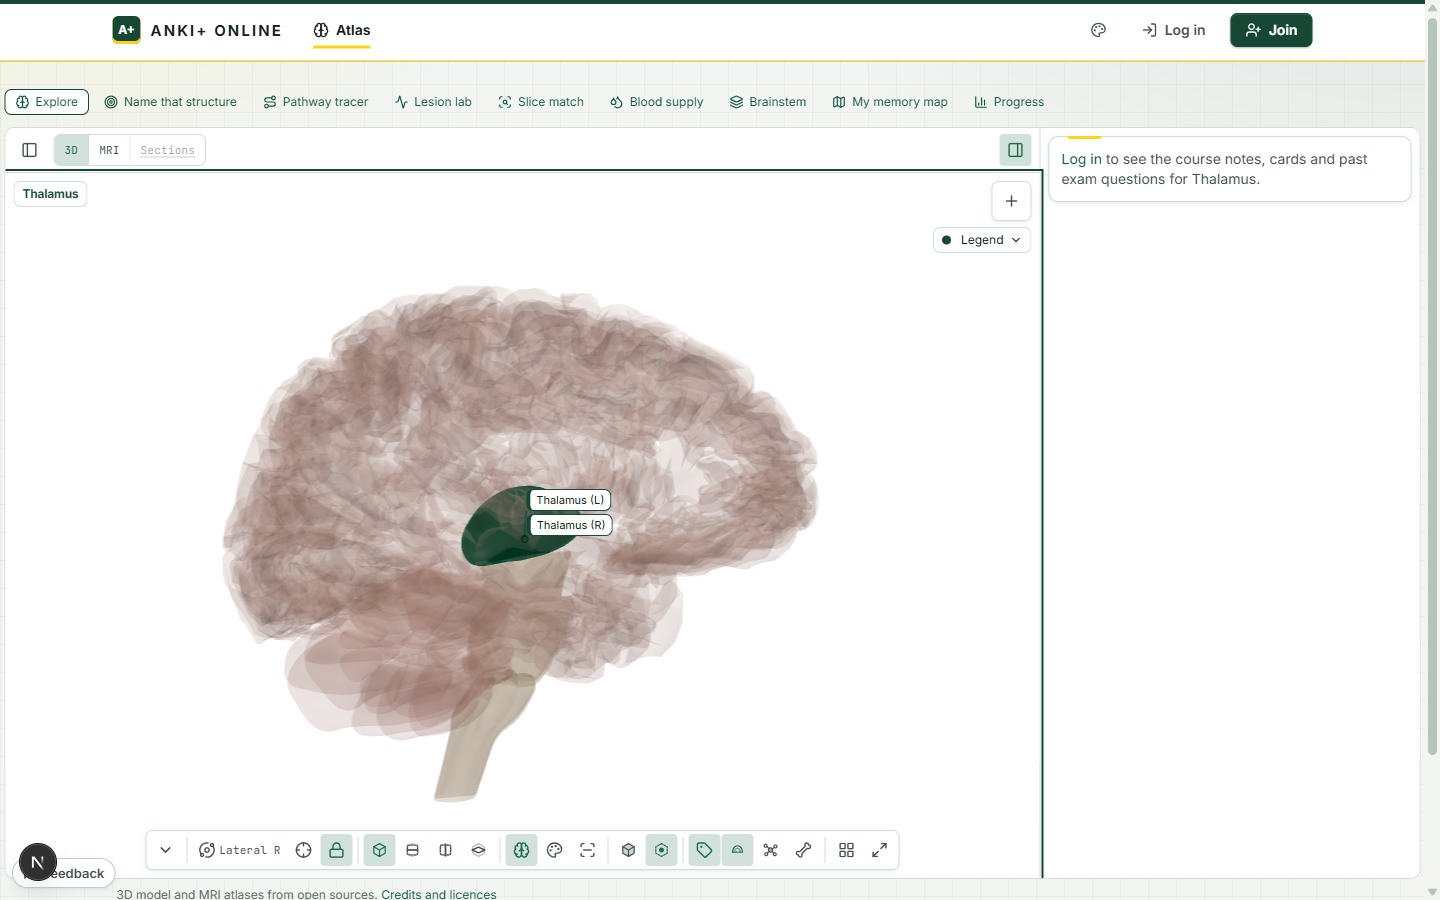 A+ ANKI+ ONLINE Atlas Log in Join
Explore Name that structure Pathway tracer Lesion lab Slice match Blood supply Brainstem My memory map Progress
3D MRI Sections
Log in to see the course notes, cards and past
exam questions for Thalamus.
Thalamus
Legend
Thalamus (L)
Thalamus (R)
Lateral R
N eedback
3D model and MRI atlases from open sources. Credits and licences